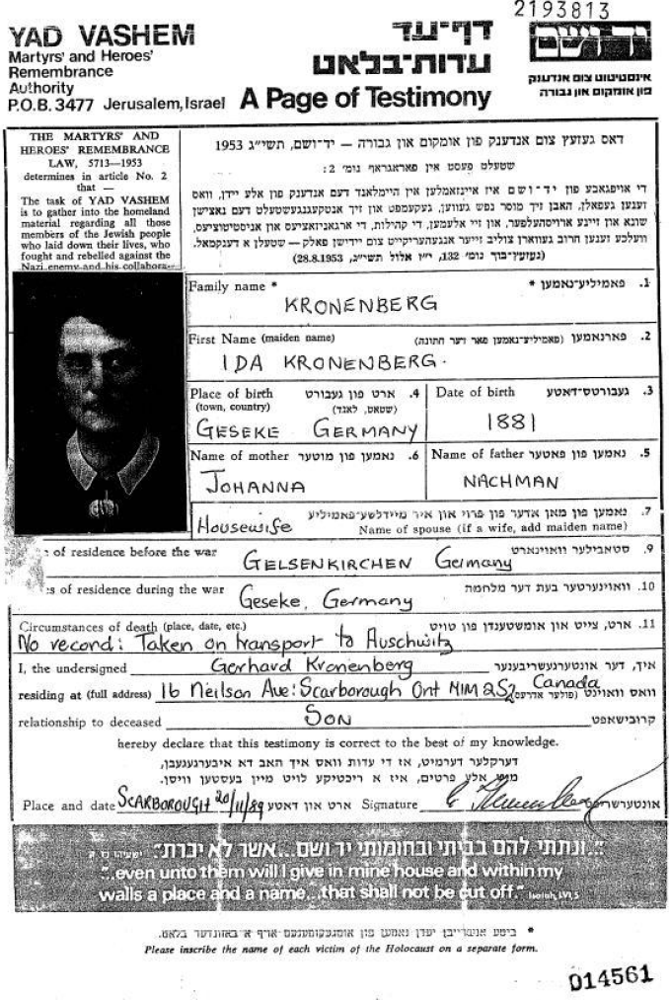 2193813
YAD VASHEM
Martyrs' and Heroes'
Remembrance
Authority
P.O.B. 3477 Jerusalem, Israel
דף-עד
עדות-בלאט
A Page of Testimony
יד ושם
אינסטיטוט צום אנדענק
פון אומקום און גבורה
THE MARTYRS' AND
HEROES' REMEMBRANCE
LAW, 5713—1953
determines in article No. 2
that —
The task of YAD VASHEM
is to gather into the homeland
material regarding all those
members of the Jewish people
who laid down their lives, who
fought and rebelled against the
Nazi enemy and his collabora-
דאס געזעץ צום אנדענק פון אומקום און גבורה — יד-ושם, תשי״ג 1953
שטעלט פעסט אין פאראגראף נומ' 2:
די אויפגאבע פון יד-ושם איז איינזאמלען אין היימלאנד דעם אנדענק פון אלע יידן, וואס
זענען געפאלן, האבן זיך מוסר נפש געווען, געקעמפט און זיך אנטקעגנגעשטעלט דעם נאצישן
שונא און זיינע ארויסהעלפער, און זיי אלעמען, די קהילות, די ארגאניזאציעס און אינסטיטוציעס,
וועלכע זענען חרוב געווארן צוליב זייער אנגעהעריקייט צום יידישן פאלק — שטעלן א דענקמאל.
(געזעץ-בוך נומ' 132, י״ז אלול תשי״ג, 28.8.1953)
Family name * פאמיליע-נאמען * .1
KRONENBERG
First Name (maiden name) פארנאמען (פאמיליע-נאמען פאר דער חתונה) .2
IDA KRONENBERG.
Place of birth ארט פון געבורט .4
(town, country) (שטאט, לאנד)
GESEKE GERMANY
Date of birth געבורטס-דאטע .3
1881
Name of mother נאמען פון מוטער .6
JOHANNA
Name of father נאמען פון פאטער .5
NACHMAN
נאמען פון מאן אדער פון פרוי און איר מיידלשע-פאמיליע .7
Housewife Name of spouse (if a wife, add maiden name)
of residence before the war סטאבילער וואוינארט .9
GELSENKIRCHEN Germany
s of residence during the war וואוינערטער בעת דער מלחמה .10
Geseke, Germany
Circumstances of death (place, date, etc.) ארט, צייט און אומשטענדן פון טויט .11
No record: Taken on transport to Auschwitz
I, the undersigned Gerhard Kronenberg איך, דער אונטערגעשריבענער
residing at (full address) 16 Neilson Ave: Scarborough Ont M1M 2S2 Canada וואס וואוינט (פולער אדרעס)
relationship to deceased SON קרובישאפט
hereby declare that this testimony is correct to the best of my knowledge.
דערקלער דערמיט, אז די עדות וואס איך האב דא איבערגעגעבן,
מיט אלע פרטים, איז א ריכטיקע לויט מיין בעסטן וויסן.
Place and date SCARBOROUGH 20/11/89 ארט און דאטע Signature אונטערשריפט
"ונתתי להם בביתי ובחומותי יד ושם... אשר לא יכרת"
"...even unto them will I give in mine house and within my
walls a place and a name...that shall not be cut off." Isaiah, LVI,5
* ביטע אנשרייבן יעדן נאמען פון אומגעקומענעם אויף א באזונדער בלאט.
Please inscribe the name of each victim of the Holocaust on a separate form.
014561